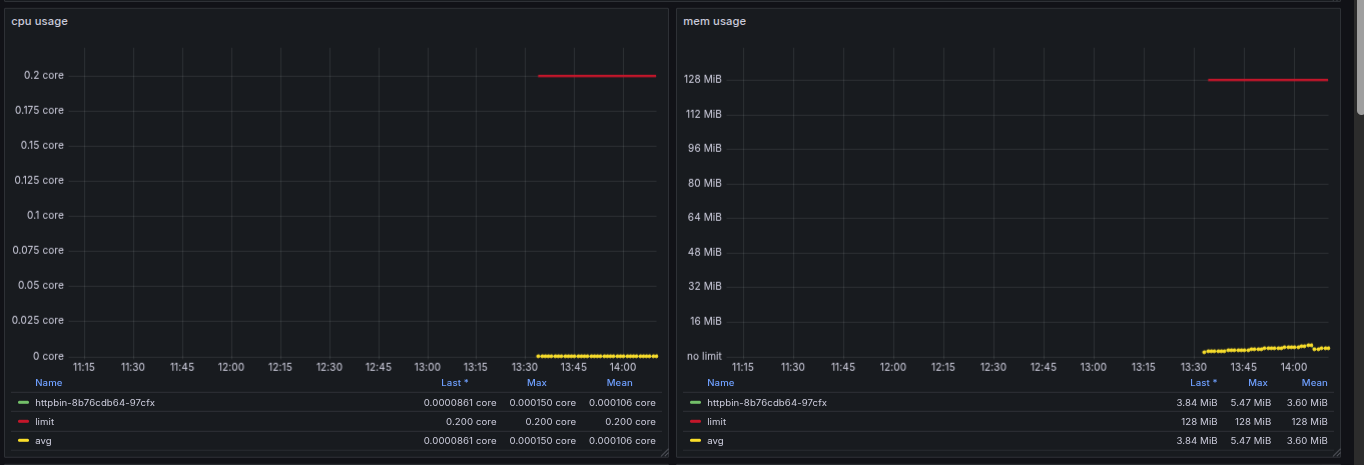 cpu usage
0.2 core
0.175 core
0.15 core
0.125 core
0.1 core
0.075 core
0.05 core
0.025 core
0 core
11:15 11:30 11:45 12:00 12:15 12:30 12:45 13:00 13:15 13:30 13:45 14:00
Name Last * Max Mean
httpbin-8b76cdb64-97cfx 0.0000861 core 0.000150 core 0.000106 core
limit 0.200 core 0.200 core 0.200 core
avg 0.0000861 core 0.000150 core 0.000106 core
mem usage
128 MiB
112 MiB
96 MiB
80 MiB
64 MiB
48 MiB
32 MiB
16 MiB
no limit
11:15 11:30 11:45 12:00 12:15 12:30 12:45 13:00 13:15 13:30 13:45 14:00
Name Last * Max Mean
httpbin-8b76cdb64-97cfx 3.84 MiB 5.47 MiB 3.60 MiB
limit 128 MiB 128 MiB 128 MiB
avg 3.84 MiB 5.47 MiB 3.60 MiB